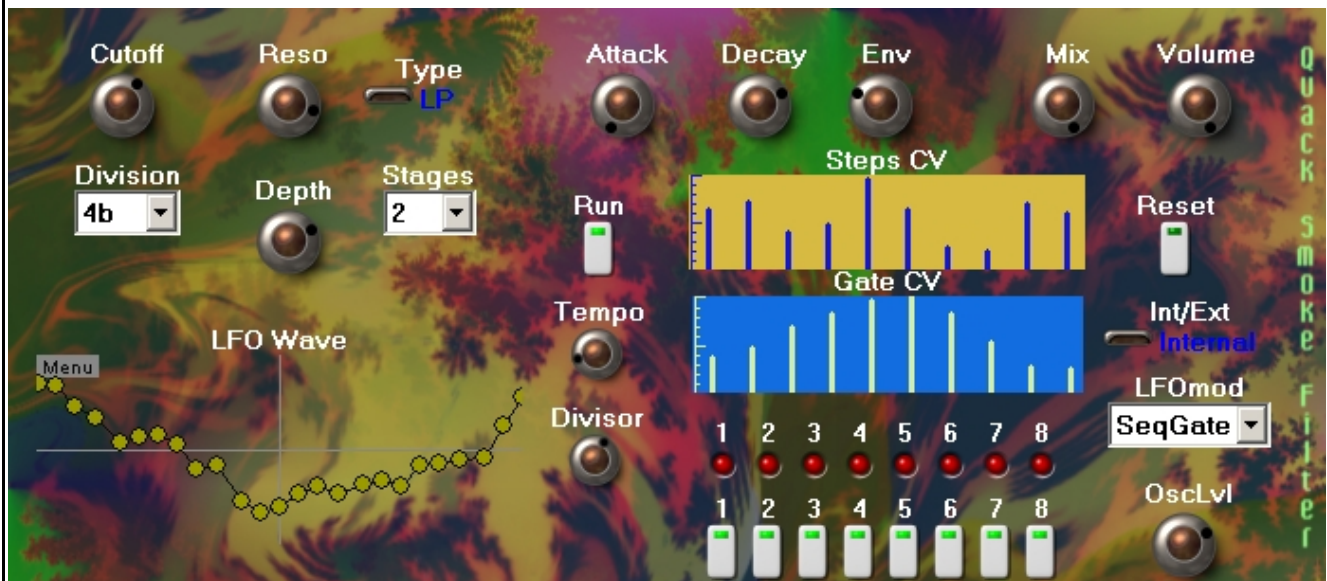 Cutoff Reso Type LP Attack Decay Env Mix Volume
Division Depth Stages
4b 2
Steps CV
Run Reset
Gate CV
Tempo Int/Ext
Internal
LFO Wave
Menu
LFOmod
SeqGate
Divisor
1 2 3 4 5 6 7 8
OscLvl
1 2 3 4 5 6 7 8
Quack Smoke Filter